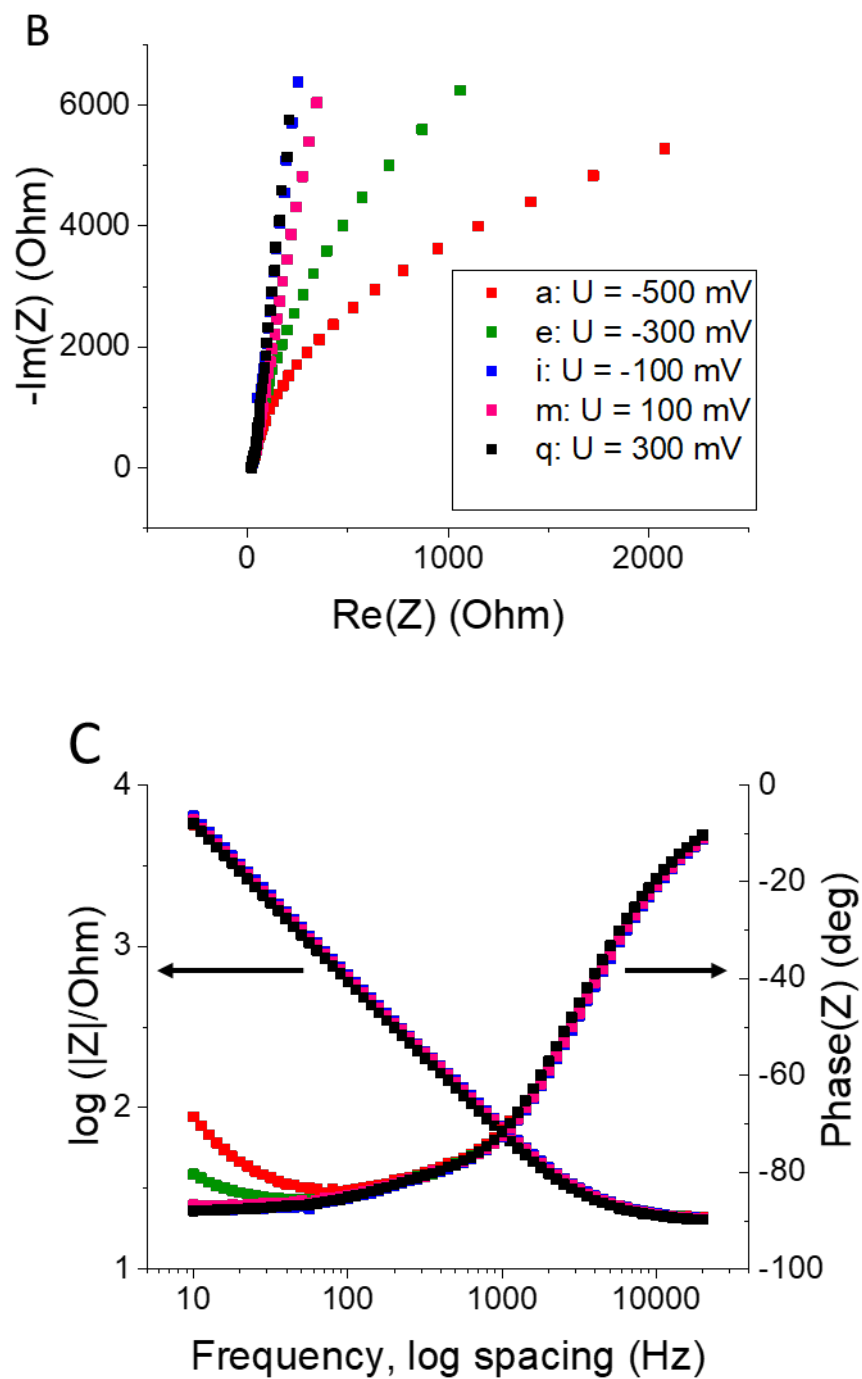 B
6000
4000
2000
0
-Im(Z) (Ohm)
a: U = -500 mV
e: U = -300 mV
i: U = -100 mV
m: U = 100 mV
q: U = 300 mV
0 1000 2000
Re(Z) (Ohm)
C
4
3
2
1
log (|Z|/Ohm)
0
-20
-40
-60
-80
-100
Phase(Z) (deg)
10 100 1000 10000
Frequency, log spacing (Hz)